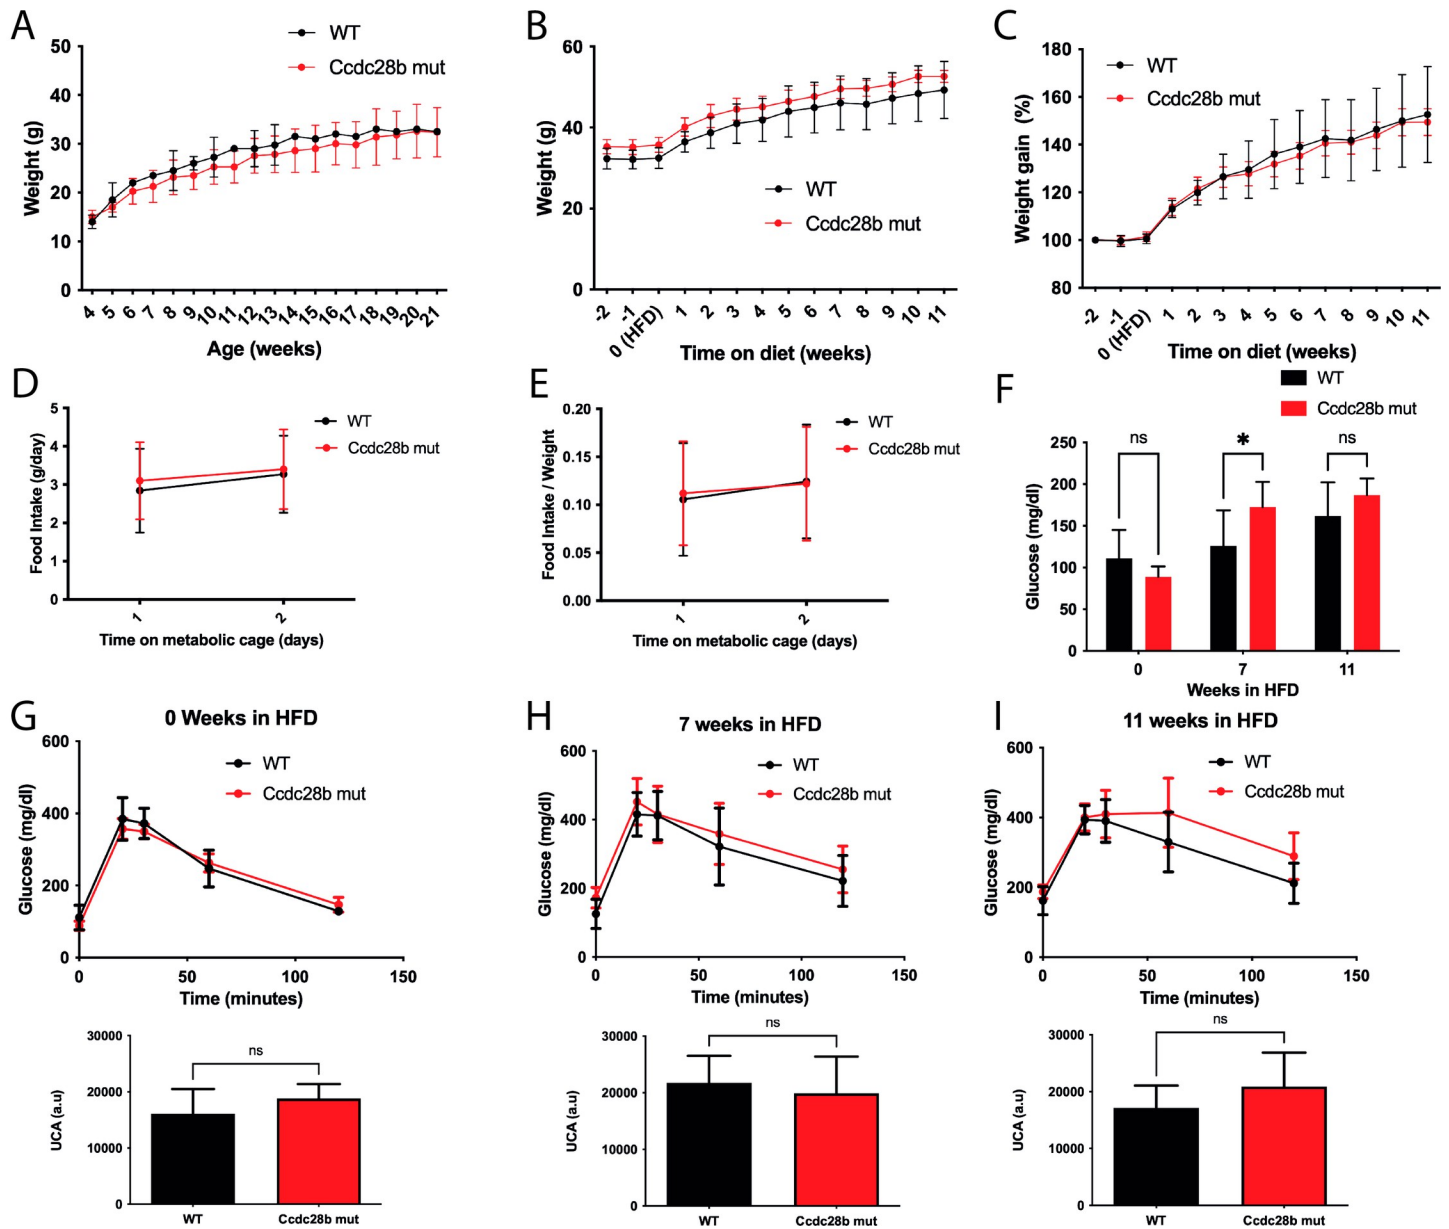 A
WT
Ccdc28b mut
Weight (g)
50
40
30
20
10
0
4 5 6 7 8 9 10 11 12 13 14 15 16 17 18 19 20 21
Age (weeks)
B
Weight (g)
60
40
20
0
WT
Ccdc28b mut
-2 -1 0 (HFD) 1 2 3 4 5 6 7 8 9 10 11
Time on diet (weeks)
C
WT
Ccdc28b mut
Weight gain (%)
180
160
140
120
100
80
-2 -1 0 (HFD) 1 2 3 4 5 6 7 8 9 10 11
Time on diet (weeks)
D
WT
Ccdc28b mut
Food Intake (g/day)
5
4
3
2
1
0
1 2
Time on metabolic cage (days)
E
WT
Ccdc28b mut
Food Intake / Weight
0.20
0.15
0.10
0.05
0.00
1 2
Time on metabolic cage (days)
F
WT
Ccdc28b mut
Glucose (mg/dl)
250
200
150
100
50
0
ns * ns
0 7 11
Weeks in HFD
G
0 Weeks in HFD
WT
Ccdc28b mut
Glucose (mg/dl)
600
400
200
0
0 50 100 150
Time (minutes)
UCA (a.u)
30000
20000
10000
0
ns
WT Ccdc28b mut
H
7 weeks in HFD
WT
Ccdc28b mut
Glucose (mg/dl)
600
400
200
0
0 50 100 150
Time (minutes)
UCA (a.u)
30000
20000
10000
0
ns
WT Ccdc28b mut
I
11 weeks in HFD
WT
Ccdc28b mut
Glucose (mg/dl)
600
400
200
0
0 50 100 150
Time (minutes)
UCA (a.u)
30000
20000
10000
0
ns
WT Ccdc28b mut